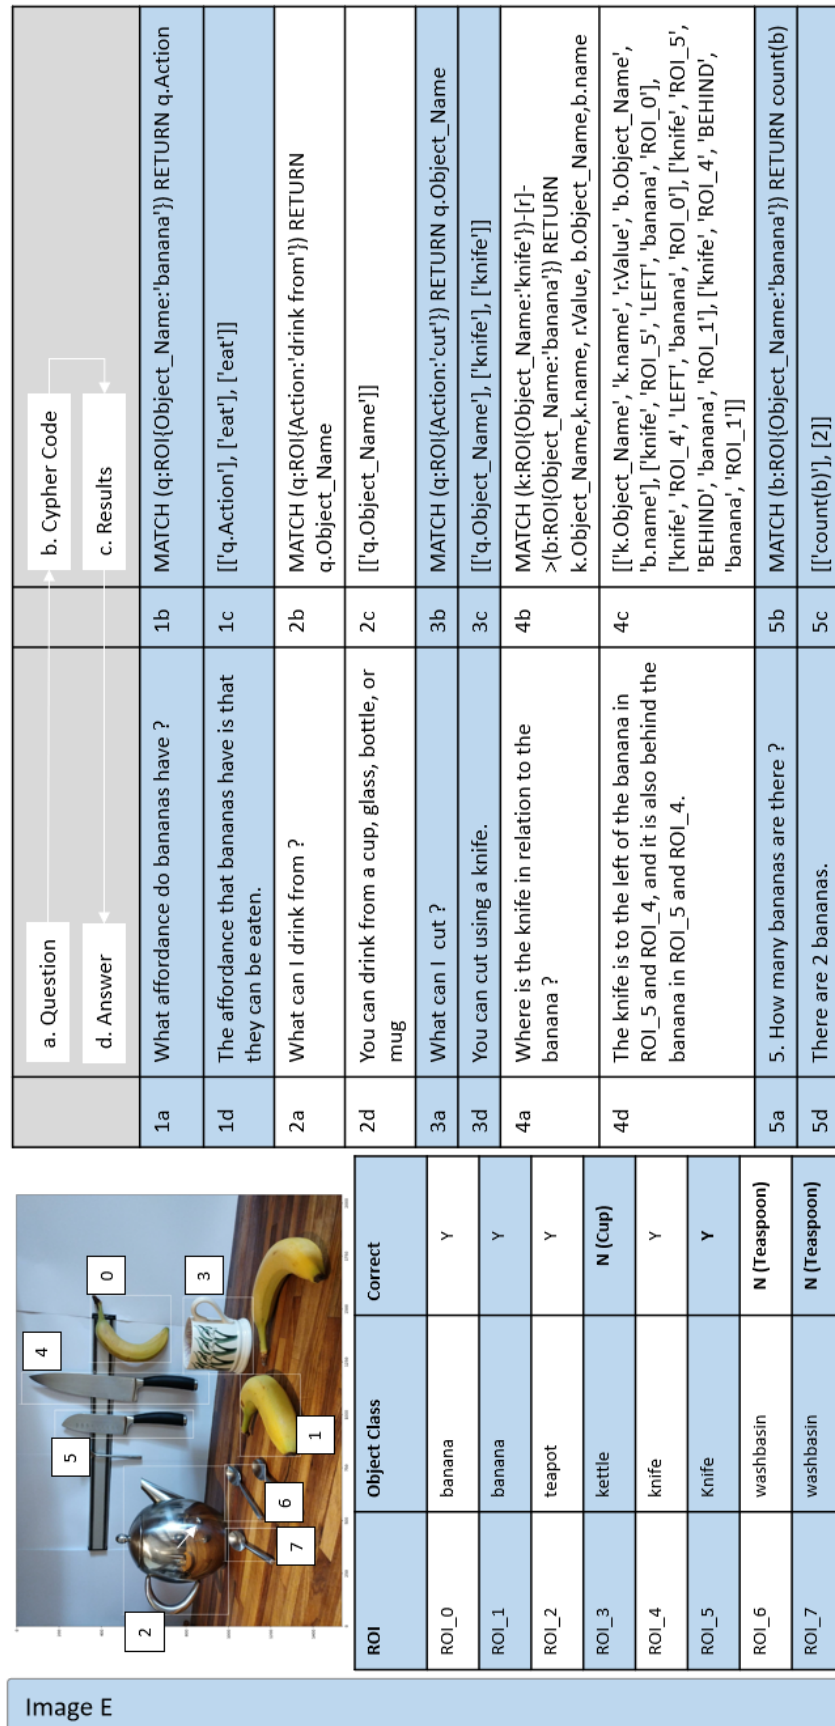 Image E
0
1
2
3
4
5
6
7
ROI Object Class Correct
ROI_0 banana Y
ROI_1 banana Y
ROI_2 teapot Y
ROI_3 kettle N (Cup)
ROI_4 knife Y
ROI_5 Knife Y
ROI_6 washbasin N (Teaspoon)
ROI_7 washbasin N (Teaspoon)
a. Question
b. Cypher Code
d. Answer
c. Results
1a What affordance do bananas have ?
1b MATCH (q:ROI{Object_Name:'banana'}) RETURN q.Action
1d The affordance that bananas have is that
they can be eaten.
1c [['q.Action'], ['eat'], ['eat']]
2a What can I drink from ?
2b MATCH (q:ROI{Action:'drink from'}) RETURN
q.Object_Name
2d You can drink from a cup, glass, bottle, or
mug
2c [['q.Object_Name']]
3a What can I  cut ?
3b MATCH (q:ROI{Action:'cut'}) RETURN q.Object_Name
3d You can cut using a knife.
3c [['q.Object_Name'], ['knife'], ['knife']]
4a Where is the knife in relation to the
banana ?
4b MATCH (k:ROI{Object_Name:'knife'})-[r]-
>(b:ROI{Object_Name:'banana'}) RETURN
k.Object_Name,k.name, r.Value, b.Object_Name,b.name
4d The knife is to the left of the banana in
ROI_5 and ROI_4, and it is also behind the
banana in ROI_5 and ROI_4.
4c [['k.Object_Name', 'k.name', 'r.Value', 'b.Object_Name',
'b.name'], ['knife', 'ROI_5', 'LEFT', 'banana', 'ROI_0'],
['knife', 'ROI_4', 'LEFT', 'banana', 'ROI_0'], ['knife', 'ROI_5',
'BEHIND', 'banana', 'ROI_1'], ['knife', 'ROI_4', 'BEHIND',
'banana', 'ROI_1']]
5a 5. How many bananas are there ?
5b MATCH (b:ROI{Object_Name:'banana'}) RETURN count(b)
5d There are 2 bananas.
5c [['count(b)'], [2]]